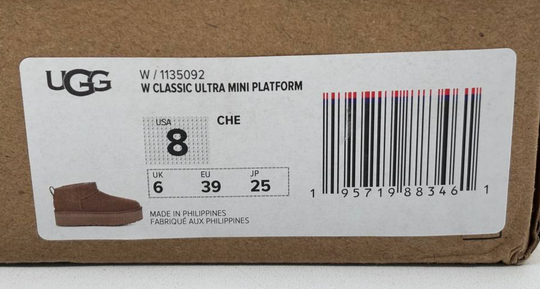 UGG
W / 1135092
W CLASSIC ULTRA MINI PLATFORM
USA
8
CHE
UK EU JP
6 39 25
MADE IN PHILIPPINES
FABRIQUÉ AUX PHILIPPINES
1 95719 88346 1